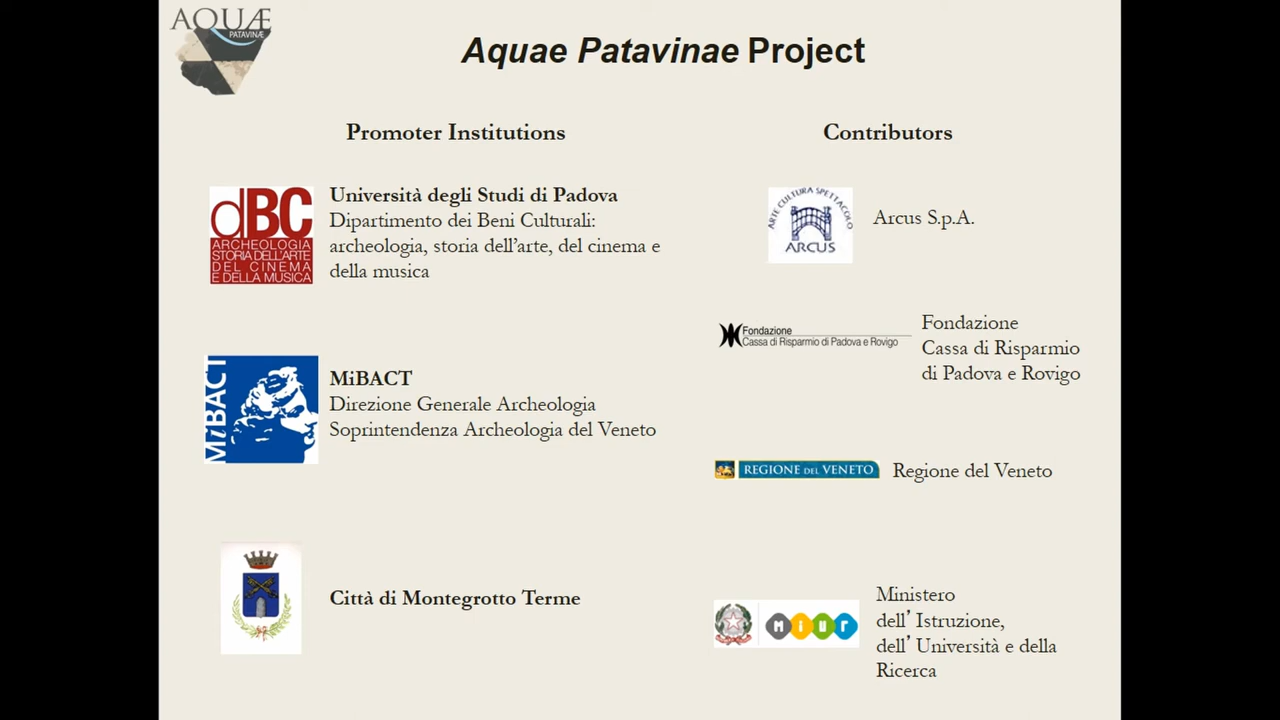 AQUÆ
PATAVINÆ
Aquae Patavinae Project
Promoter Institutions
dBC
ARCHEOLOGIA
STORIA DELL'ARTE
DEL CINEMA
E DELLA MUSICA
Università degli Studi di Padova
Dipartimento dei Beni Culturali:
archeologia, storia dell’arte, del cinema e
della musica
MiBACT
MiBACT
Direzione Generale Archeologia
Soprintendenza Archeologia del Veneto
Città di Montegrotto Terme
Contributors
ARTE CULTURA SPETTACOLO
ARCUS
Arcus S.p.A.
Fondazione
Cassa di Risparmio di Padova e Rovigo
Fondazione
Cassa di Risparmio
di Padova e Rovigo
REGIONE DEL VENETO
Regione del Veneto
miur
Ministero
dell’ Istruzione,
dell’ Università e della
Ricerca